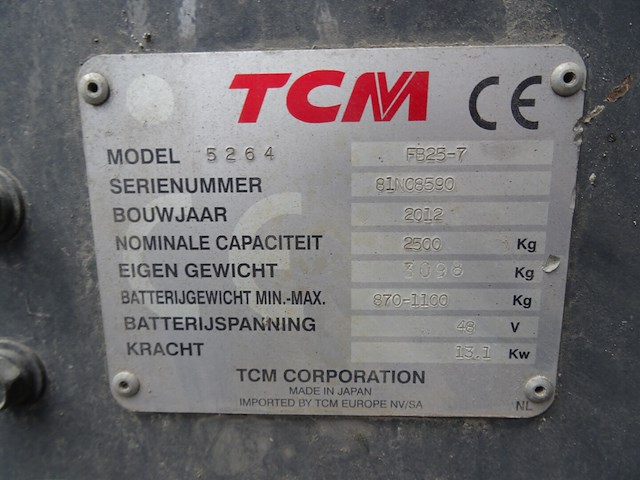 TCM CE
MODEL 5264 FB25-7
SERIENUMMER 81N08590
BOUWJAAR 2012
NOMINALE CAPACITEIT 2500 Kg
EIGEN GEWICHT Kg
BATTERIJGEWICHT MIN.-MAX. 870-1100 Kg
BATTERIJSPANNING 48 V
KRACHT 13.1 Kw
TCM CORPORATION
MADE IN JAPAN
IMPORTED BY TCM EUROPE NV/SA NL